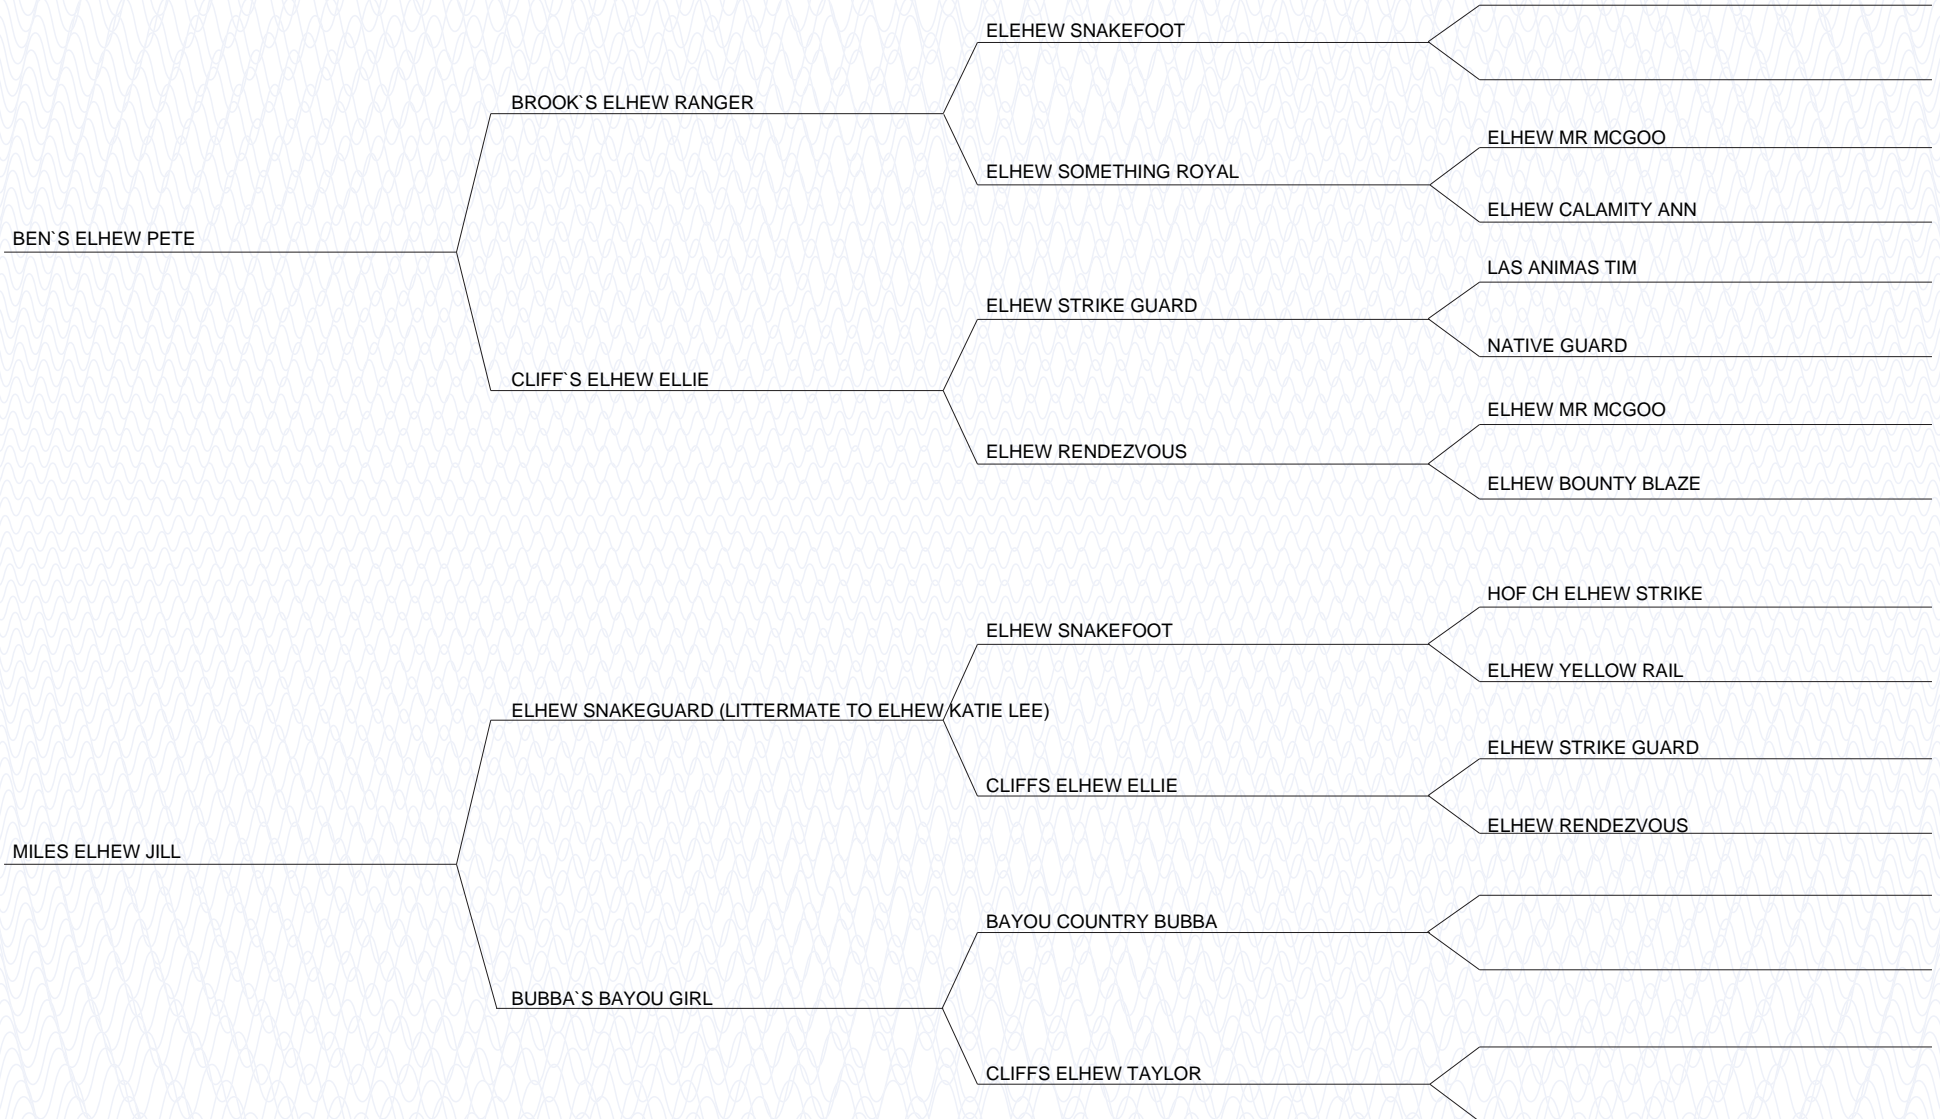 ELEHEW SNAKEFOOT
BROOK`S ELHEW RANGER
ELHEW MR MCGOO
ELHEW SOMETHING ROYAL
ELHEW CALAMITY ANN
BEN`S ELHEW PETE
LAS ANIMAS TIM
ELHEW STRIKE GUARD
NATIVE GUARD
CLIFF`S ELHEW ELLIE
ELHEW MR MCGOO
ELHEW RENDEZVOUS
ELHEW BOUNTY BLAZE
HOF CH ELHEW STRIKE
ELHEW SNAKEFOOT
ELHEW YELLOW RAIL
ELHEW SNAKEGUARD (LITTERMATE TO ELHEW KATIE LEE)
ELHEW STRIKE GUARD
CLIFFS ELHEW ELLIE
ELHEW RENDEZVOUS
MILES ELHEW JILL
BAYOU COUNTRY BUBBA
BUBBA`S BAYOU GIRL
CLIFFS ELHEW TAYLOR